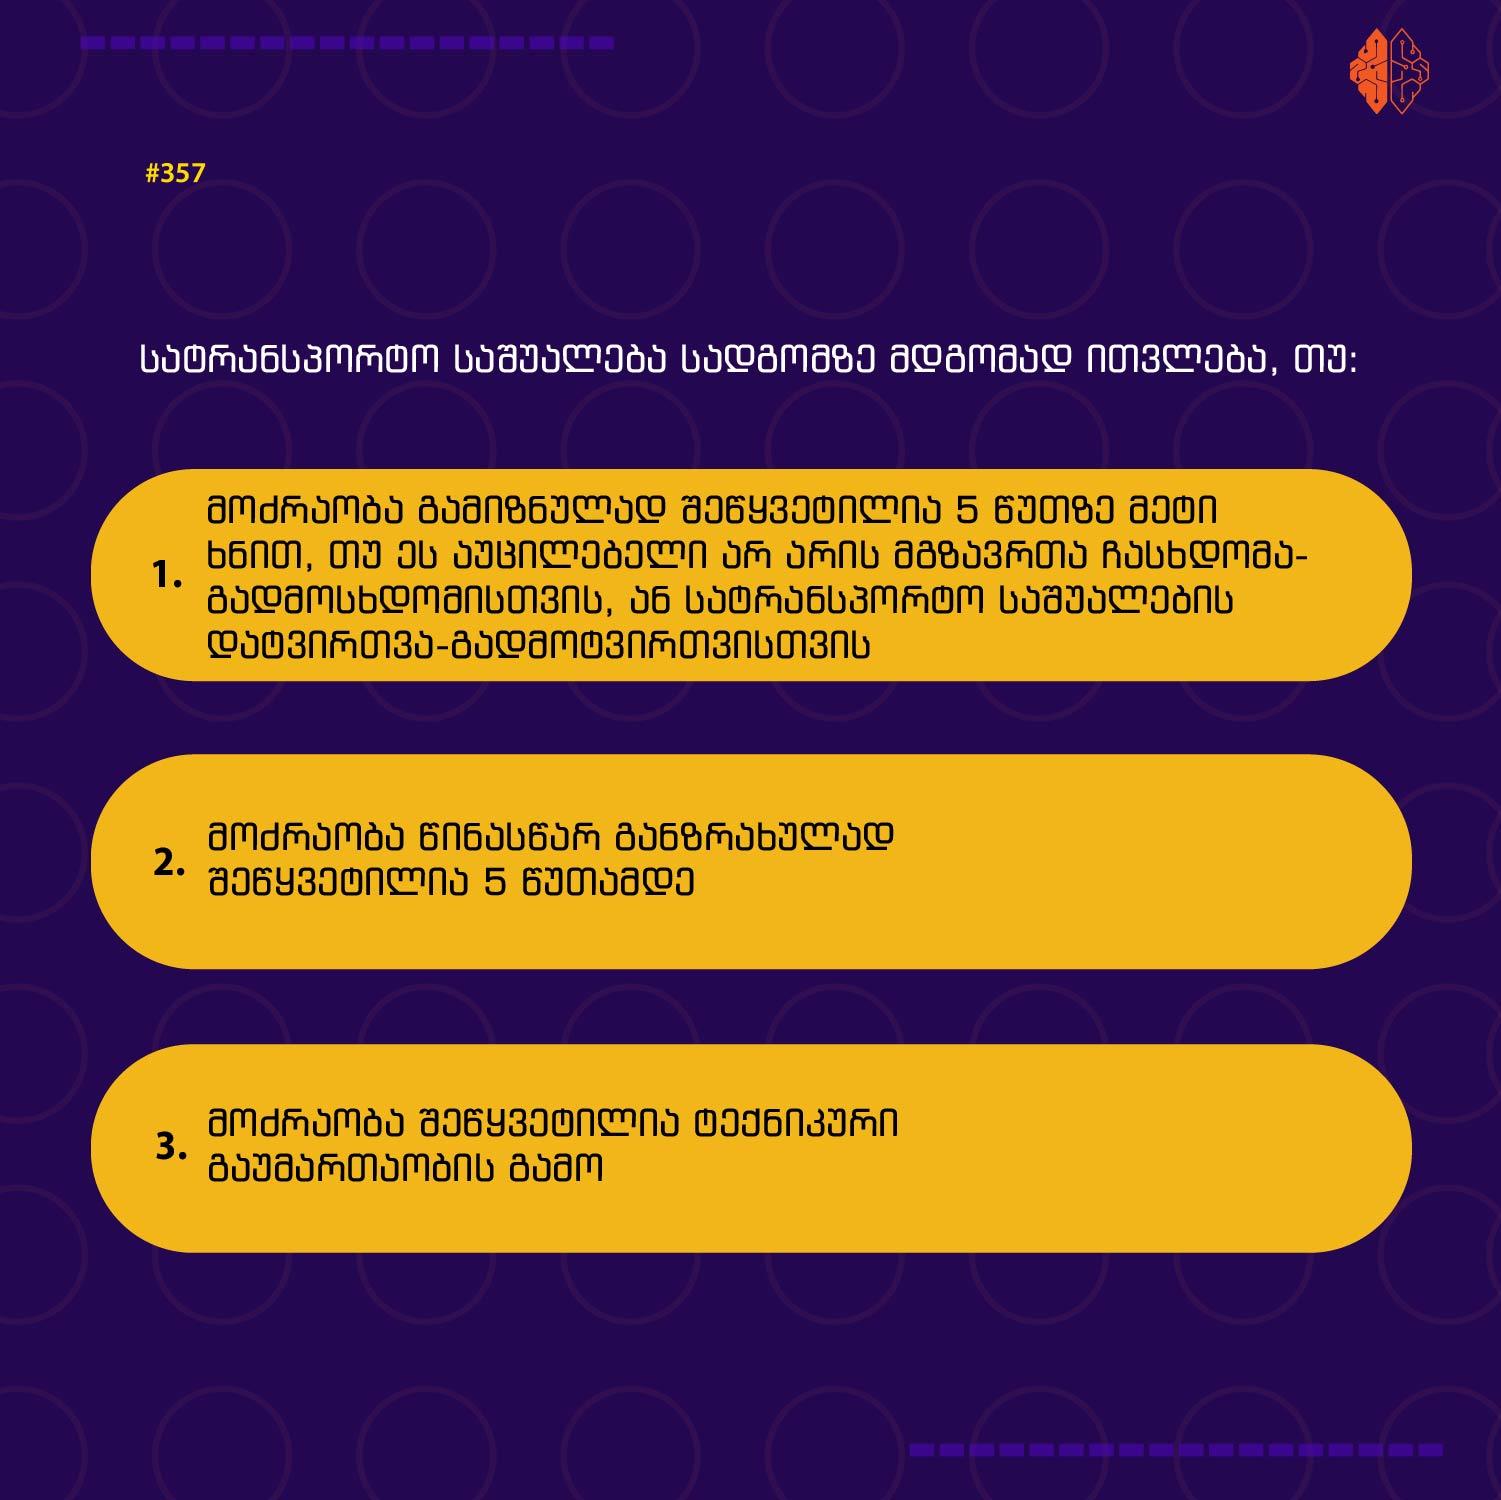 #357
სატრანსპორტო საშუალება სადგომზე მდგომად ითვლება, თუ:
1. მოძრაობა გამიზნულად შეწყვეტილია 5 წუთზე მეტი
ხნით, თუ ეს აუცილებელი არ არის მგზავრთა ჩასხდომა-
გადმოსხდომისთვის, ან სატრანსპორტო საშუალების
დატვირთვა-გადმოტვირთვისთვის
2. მოძრაობა წინასწარ განზრახულად
შეწყვეტილია 5 წუთამდე
3. მოძრაობა შეწყვეტილია ტექნიკური
გაუმართაობის გამო